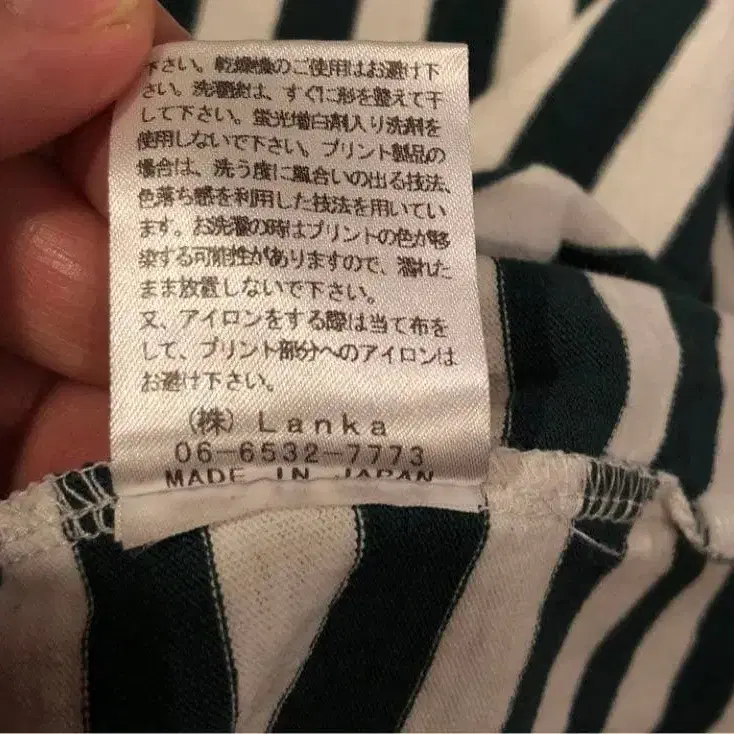 下さい。乾燥機のご使用はお避け下
さい。洗濯後は、すぐに形を整えて干
して下さい。蛍光増白剤入り洗剤を
使用しないで下さい。プリント製品の
場合は、洗う度に風合いの出る技法、
色落ち感を利用した技法を用いてい
ます。お洗濯の時はプリントの色が移
染する可能性がありますので、濡れた
まま放置しないで下さい。
又、アイロンをする際は当て布を
して、プリント部分へのアイロンは
お避け下さい。
(株) Lanka
06-6532-7773
MADE IN JAPAN